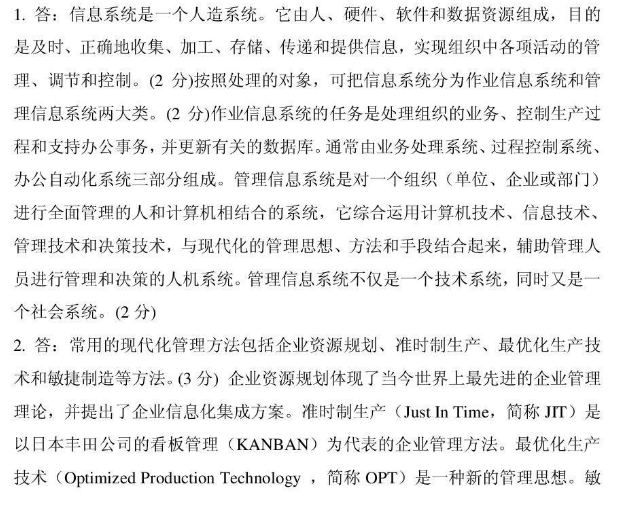 1. 答：信息系统是一个人造系统。它由人、硬件、软件和数据资源组成，目的
是及时、正确地收集、加工、存储、传递和提供信息，实现组织中各项活动的管
理、调节和控制。(2 分)按照处理的对象，可把信息系统分为作业信息系统和管
理信息系统两大类。(2 分)作业信息系统的任务是处理组织的业务、控制生产过
程和支持办公事务，并更新有关的数据库。通常由业务处理系统、过程控制系统、
办公自动化系统三部分组成。管理信息系统是对一个组织（单位、企业或部门）
进行全面管理的人和计算机相结合的系统，它综合运用计算机技术、信息技术、
管理技术和决策技术，与现代化的管理思想、方法和手段结合起来，辅助管理人
员进行管理和决策的人机系统。管理信息系统不仅是一个技术系统，同时又是一
个社会系统。(2 分)
2. 答：常用的现代化管理方法包括企业资源规划、准时制生产、最优化生产技
术和敏捷制造等方法。(3 分) 企业资源规划体现了当今世界上最先进的企业管理
理论，并提出了企业信息化集成方案。准时制生产（Just In Time，简称 JIT）是
以日本丰田公司的看板管理（KANBAN）为代表的企业管理方法。最优化生产
技术（Optimized Production Technology ，简称 OPT）是一种新的管理思想。敏